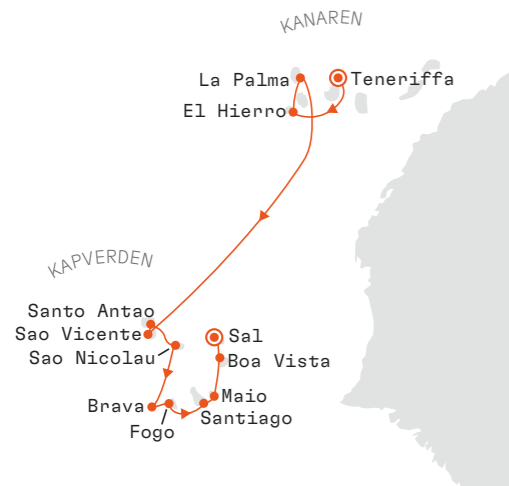 KANAREN
La Palma
Teneriffa
El Hierro
KAPVERDEN
Santo Antao
Sao Vicente
Sal
Sao Nicolau
Boa Vista
Maio
Brava
Santiago
Fogo